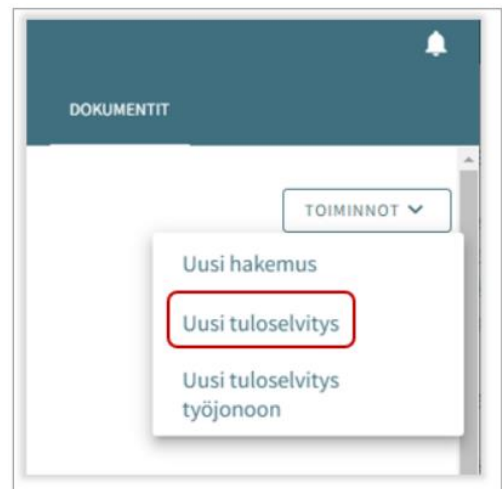 DOKUMENTIT
TOIMINNOT
Uusi hakemus
Uusi tuloselvitys
Uusi tuloselvitys
työjonoon